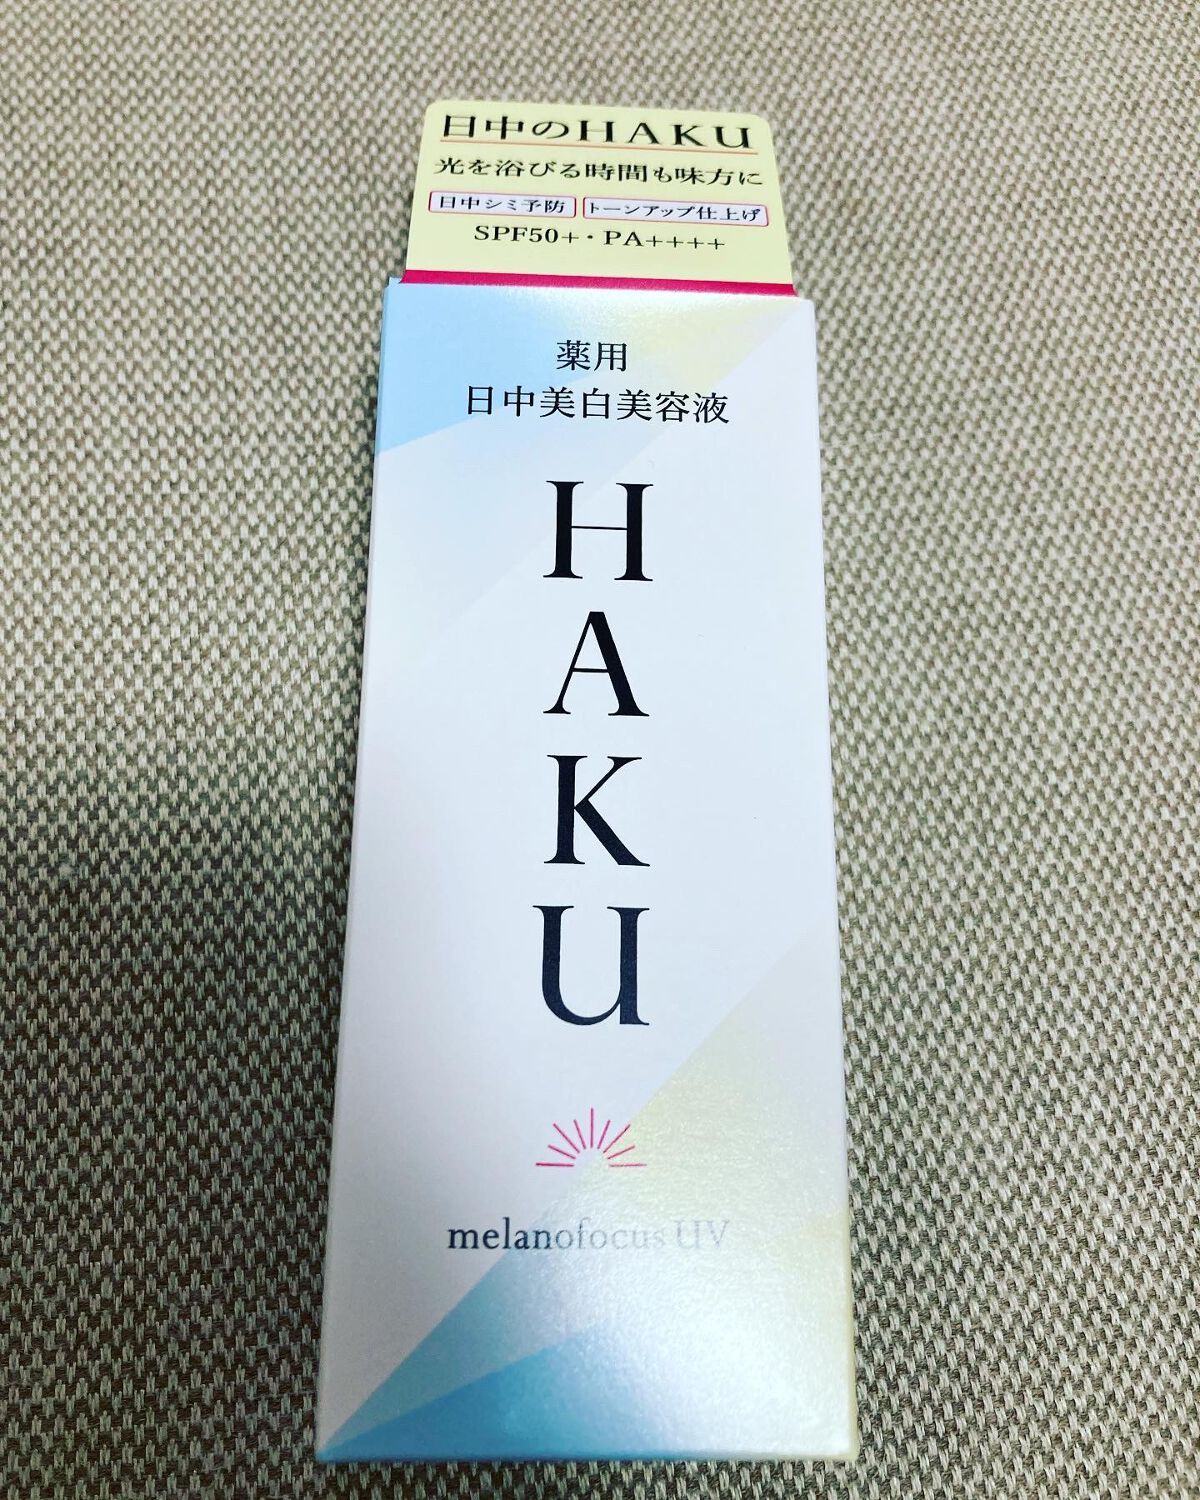 日中のHAKU
光を浴びる時間も味方に
日中シミ予防 トーンアップ仕上げ
SPF50+・PA++++
薬用
日中美白美容液
HAKU
melanofocus UV